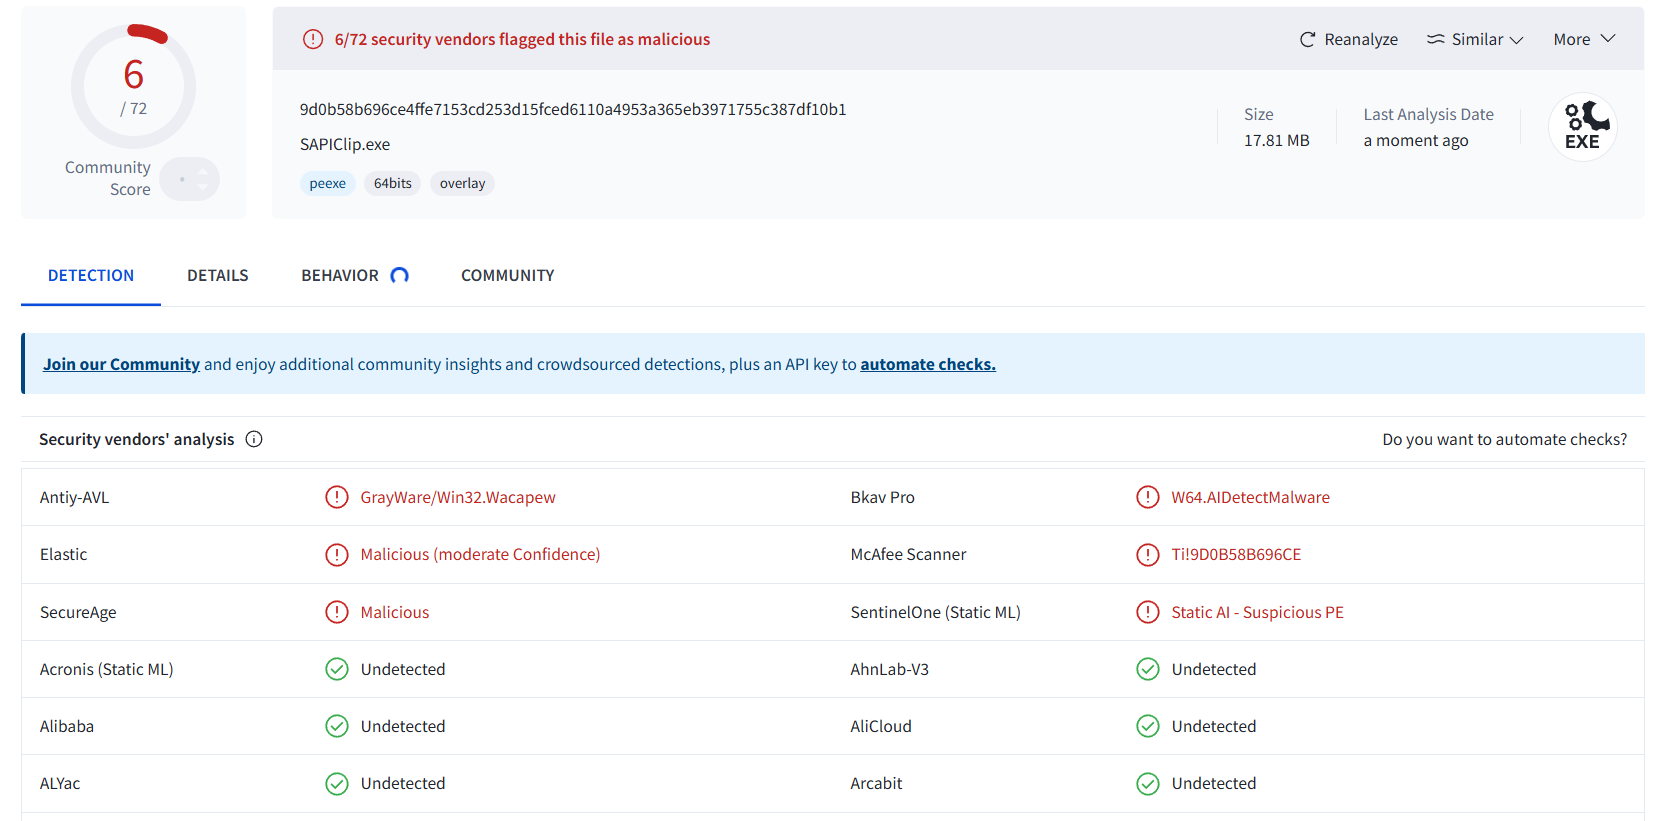 6
/ 72
Community
Score
6/72 security vendors flagged this file as malicious
Reanalyze
Similar
More
9d0b58b696ce4ffe7153cd253d15fced6110a4953a365eb3971755c387df10b1
SAPIClip.exe
peexe 64bits overlay
Size
17.81 MB
Last Analysis Date
a moment ago
EXE
DETECTION DETAILS BEHAVIOR COMMUNITY
Join our Community and enjoy additional community insights and crowdsourced detections, plus an API key to automate checks.
Security vendors' analysis Do you want to automate checks?
Antiy-AVL GrayWare/Win32.Wacapew Bkav Pro W64.AIDetectMalware
Elastic Malicious (moderate Confidence) McAfee Scanner Ti!9D0B58B696CE
SecureAge Malicious SentinelOne (Static ML) Static AI - Suspicious PE
Acronis (Static ML) Undetected AhnLab-V3 Undetected
Alibaba Undetected AliCloud Undetected
ALYac Undetected Arcabit Undetected